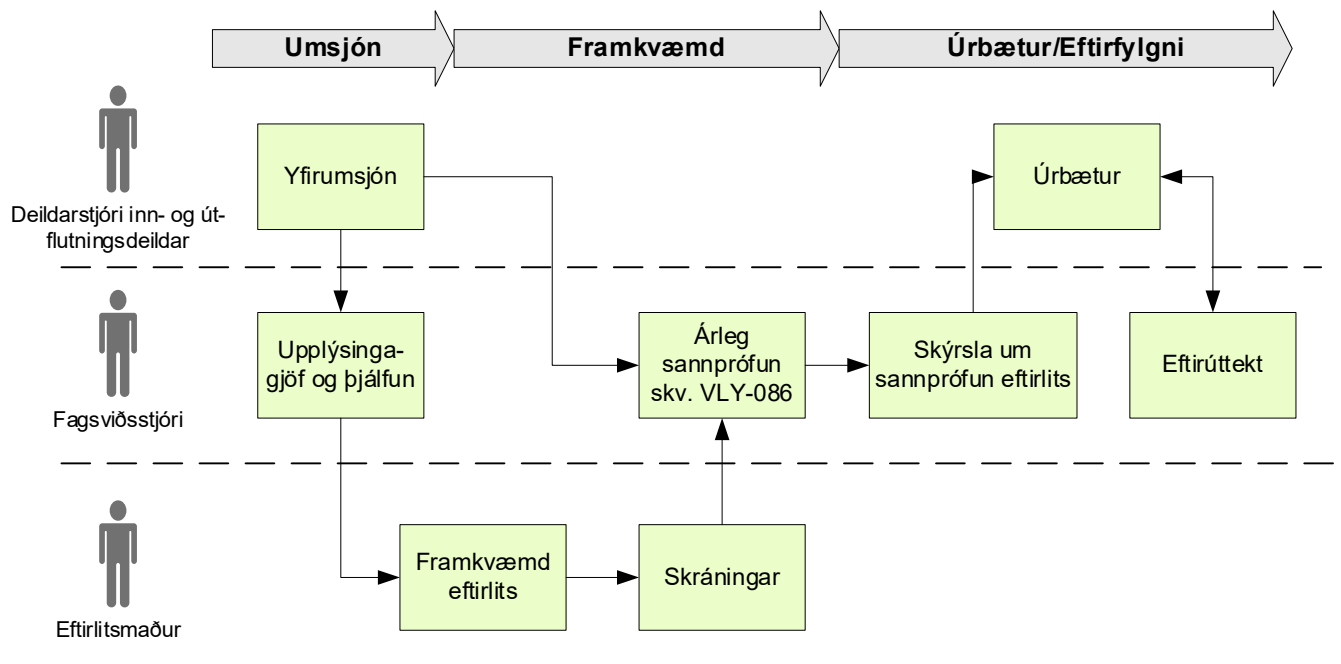 Umsjón
Framkvæmd
Úrbætur/Eftirfylgni
Deildarstjóri inn- og út-
flutningsdeildar
Yfirumsjón
Úrbætur
Fagsviðsstjóri
Upplýsinga-
gjöf og þjálfun
Árleg
sannprófun
skv. VLY-086
Skýrsla um
sannprófun eftirlits
Eftirúttekt
Eftirlitsmaður
Framkvæmd
eftirlits
Skráningar